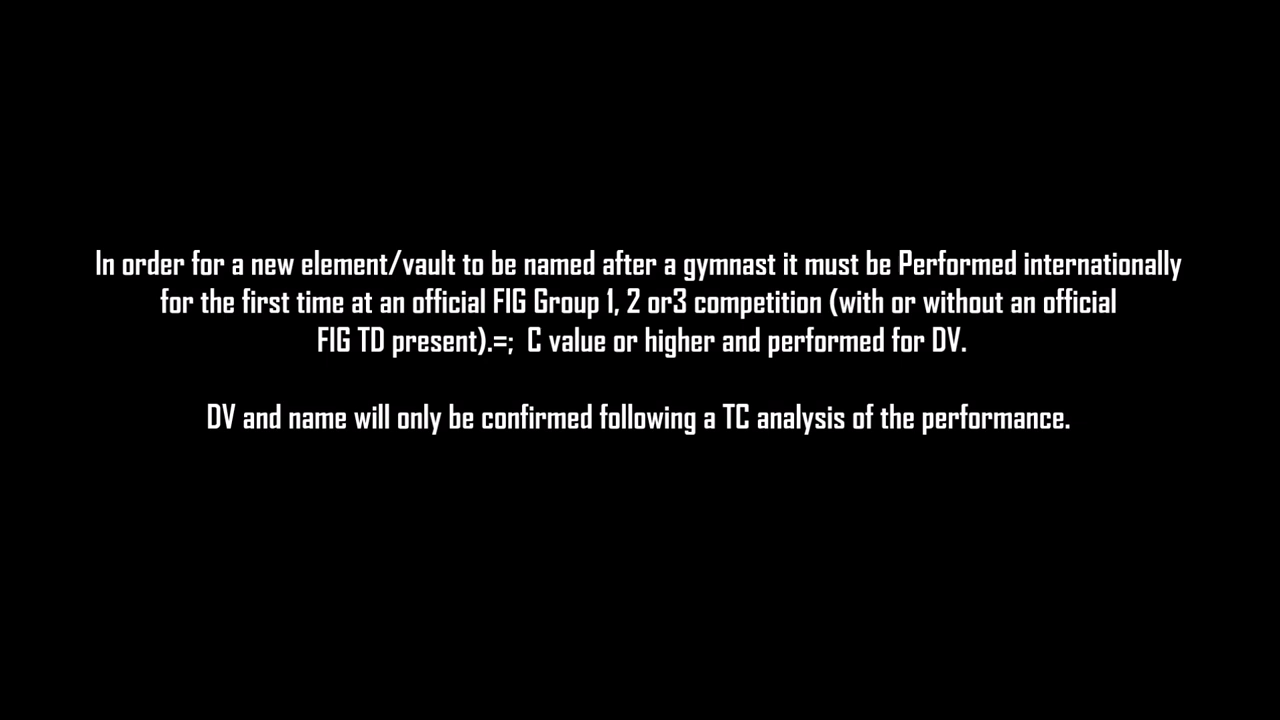 In order for a new element/vault to be named after a gymnast it must be Performed internationally
for the first time at an official FIG Group 1, 2 or3 competition (with or without an official
FIG TD present).=;  C value or higher and performed for DV.
DV and name will only be confirmed following a TC analysis of the performance.